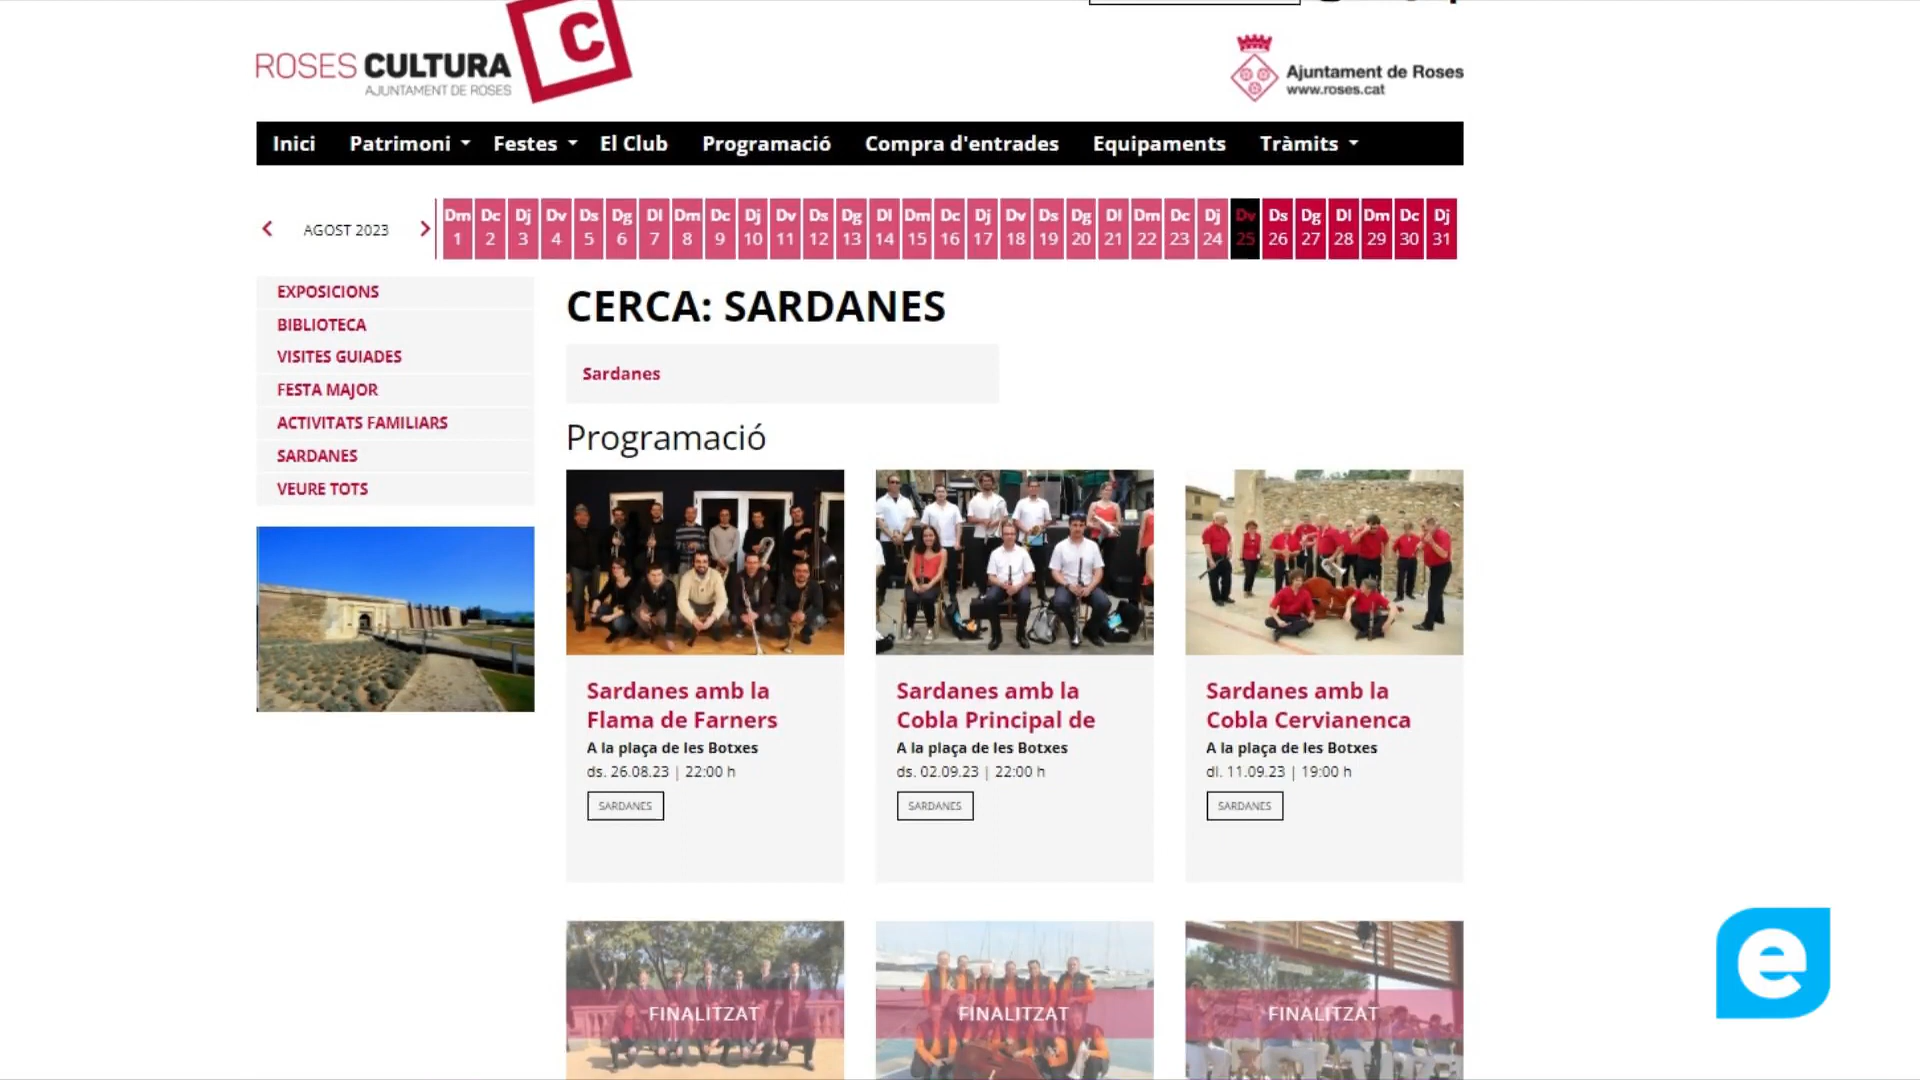 C
ROSES CULTURA
AJUNTAMENT DE ROSES
Ajuntament de Roses
www.roses.cat
Inici Patrimoni Festes El Club Programació Compra d'entrades Equipaments Tràmits
AGOST 2023
Dm Dc Dj Dv Ds Dg Dl Dm Dc Dj Dv Ds Dg Dl Dm Dc Dj Dv Ds Dg Dl Dm Dc Dj Dv Ds Dg Dl Dm Dc Dj
1 2 3 4 5 6 7 8 9 10 11 12 13 14 15 16 17 18 19 20 21 22 23 24 25 26 27 28 29 30 31
EXPOSICIONS
BIBLIOTECA
VISITES GUIADES
FESTA MAJOR
ACTIVITATS FAMILIARS
SARDANES
VEURE TOTS
CERCA: SARDANES
Sardanes
Programació
Sardanes amb la
Flama de Farners
A la plaça de les Botxes
ds. 26.08.23 | 22:00 h
SARDANES
Sardanes amb la
Cobla Principal de
A la plaça de les Botxes
ds. 02.09.23 | 22:00 h
SARDANES
Sardanes amb la
Cobla Cervianenca
A la plaça de les Botxes
dl. 11.09.23 | 19:00 h
SARDANES
FINALITZAT
FINALITZAT
FINALITZAT
e